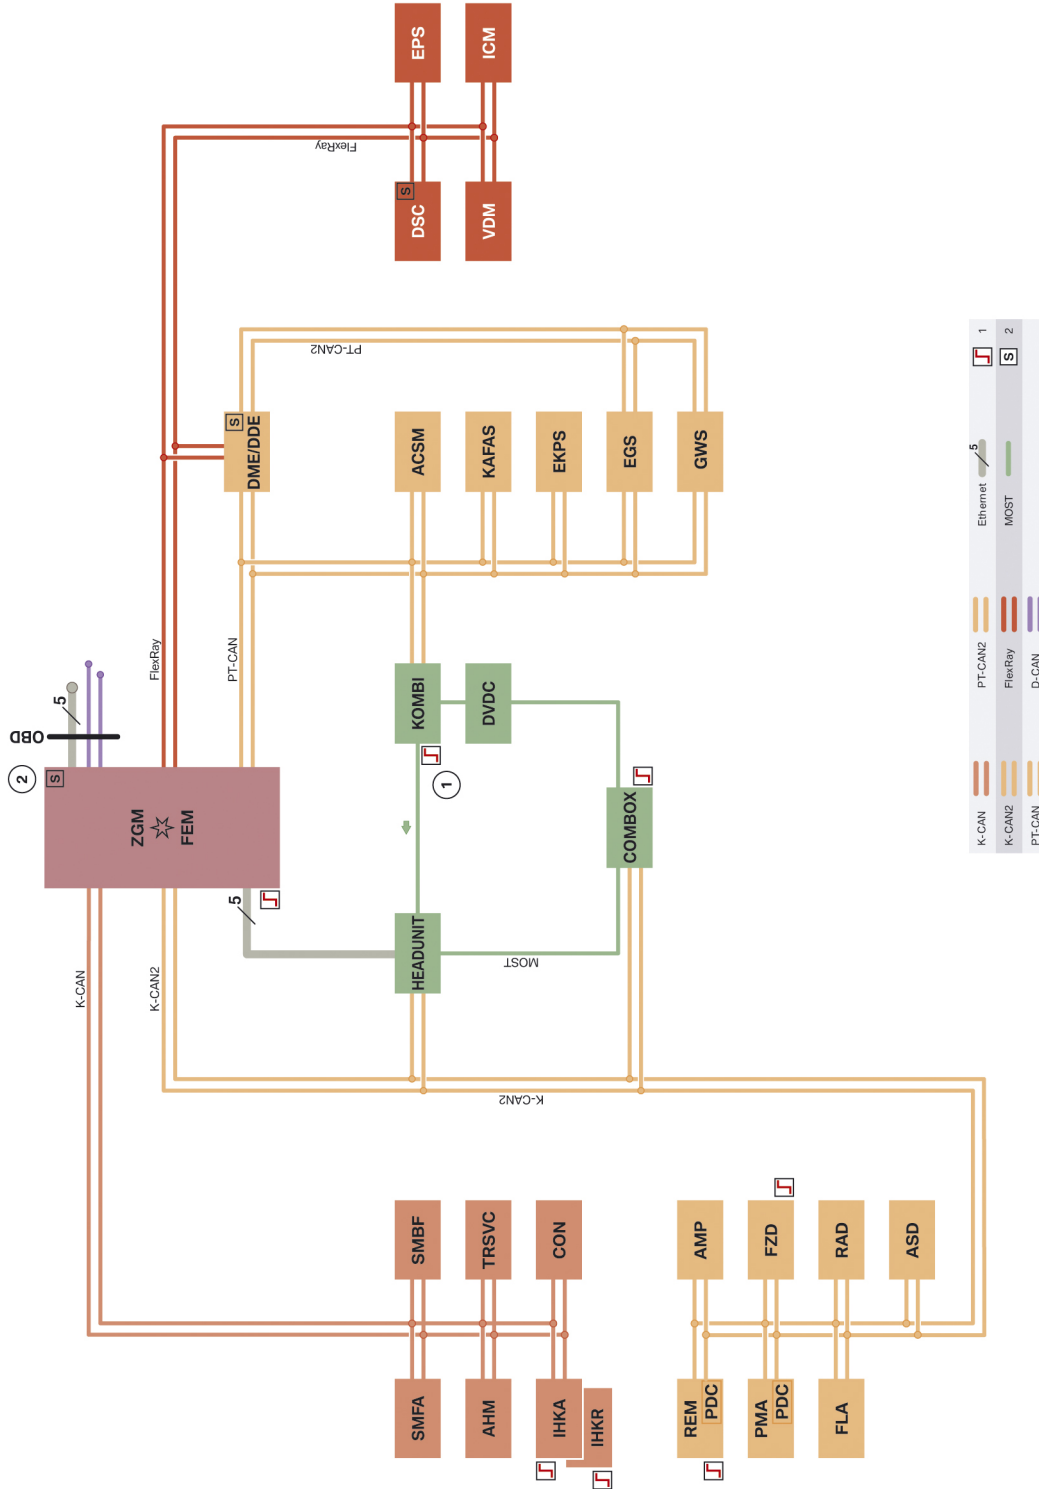 OBD
2
S
5
ZGM
FEM
5
K-CAN
K-CAN2
FlexRay
PT-CAN
FlexRay
PT-CAN2
MOST
K-CAN2
EPS
ICM
S
DSC
VDM
S
DME/DDE
ACSM
KAFAS
EKPS
EGS
GWS
KOMBI
DVDC
1
HEADUNIT
COMBOX
SMBF
TRSVC
CON
SMFA
AHM
IHKA
IHKR
AMP
FZD
RAD
ASD
REM
PDC
PMA
PDC
FLA
K-CAN
PT-CAN2
Ethernet
5
1
K-CAN2
FlexRay
MOST
S
2
PT-CAN
D-CAN